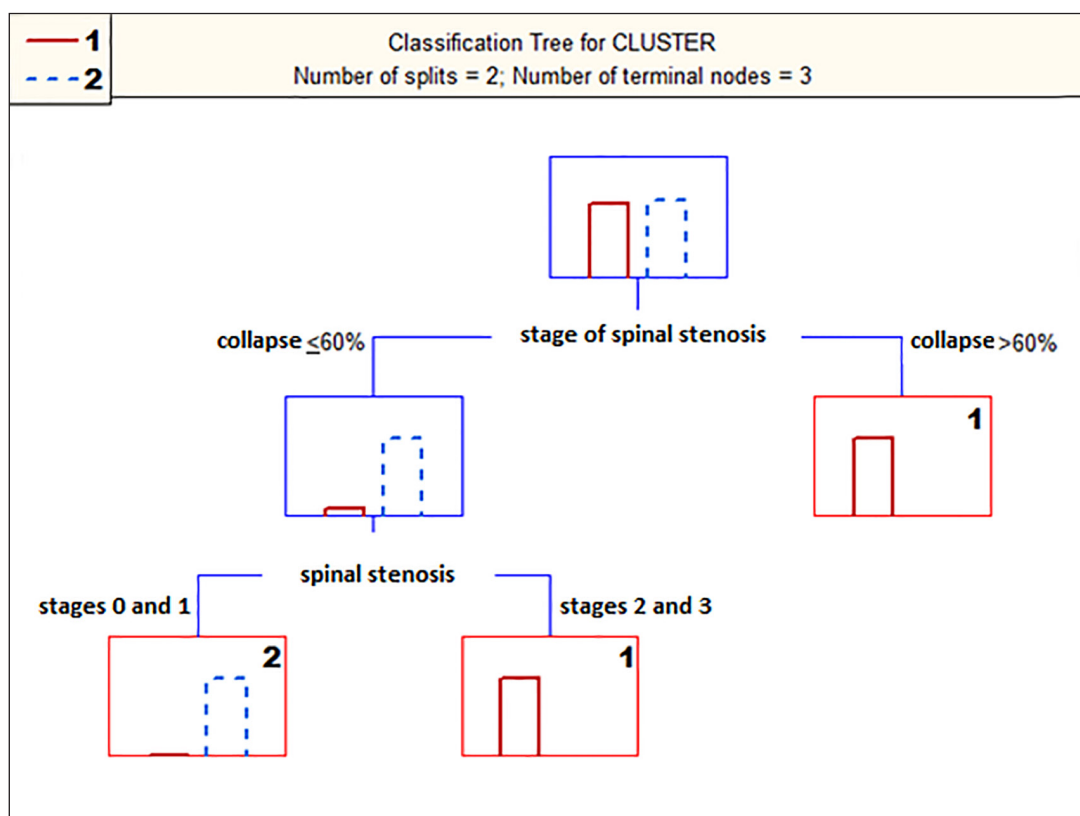 1
2
Classification Tree for CLUSTER
Number of splits = 2; Number of terminal nodes = 3
collapse ≤60%
stage of spinal stenosis
collapse >60%
1
spinal stenosis
stages 0 and 1
stages 2 and 3
2
1